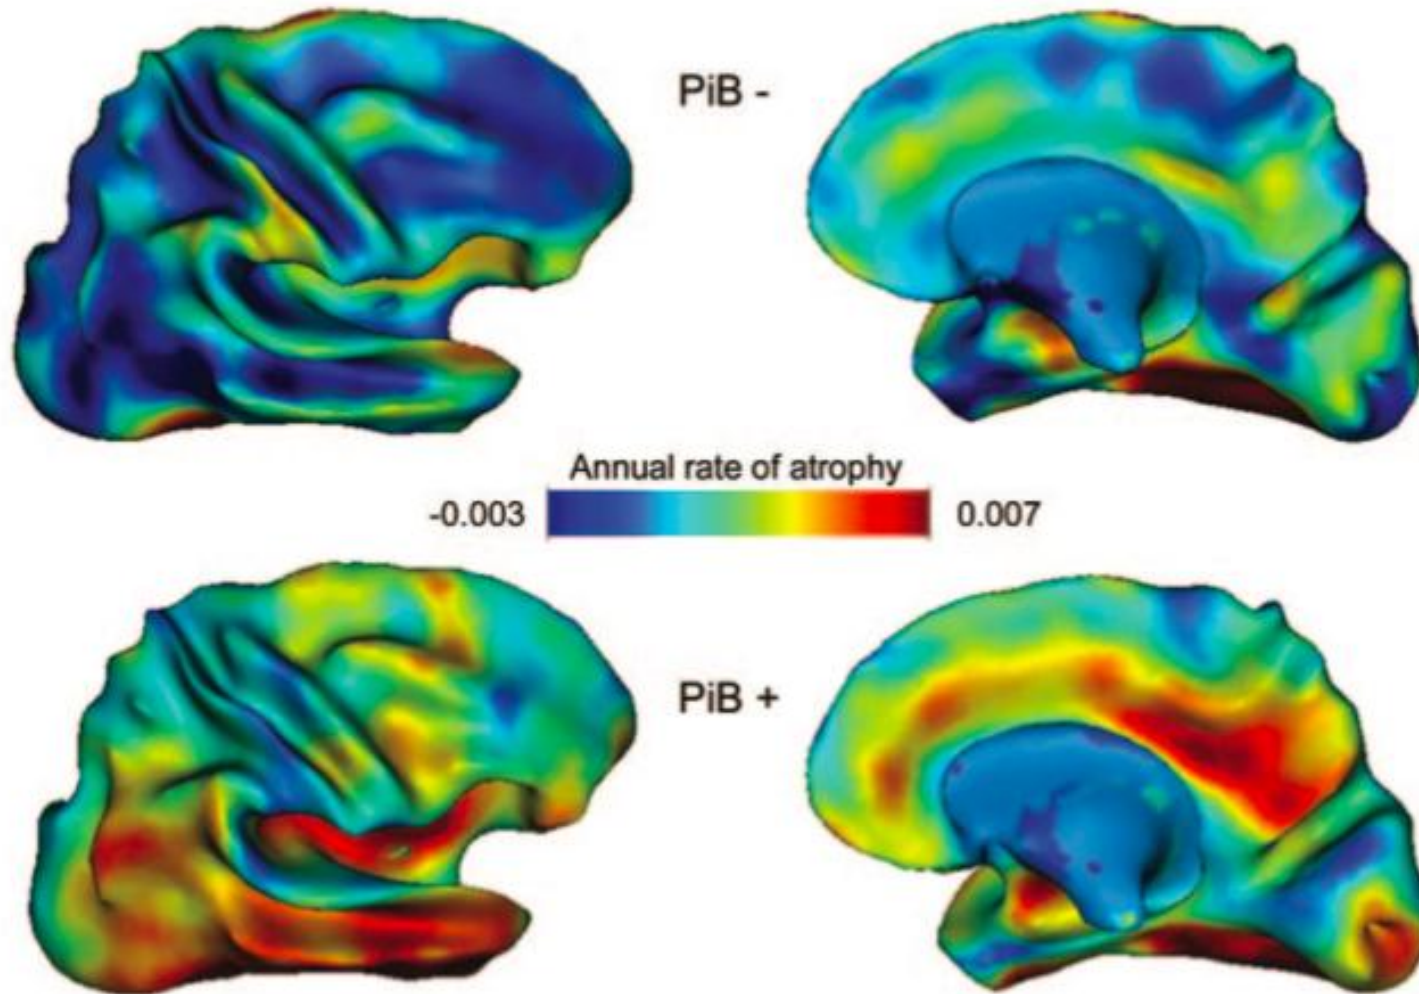 PiB -
Annual rate of atrophy
-0.003 0.007
PiB +